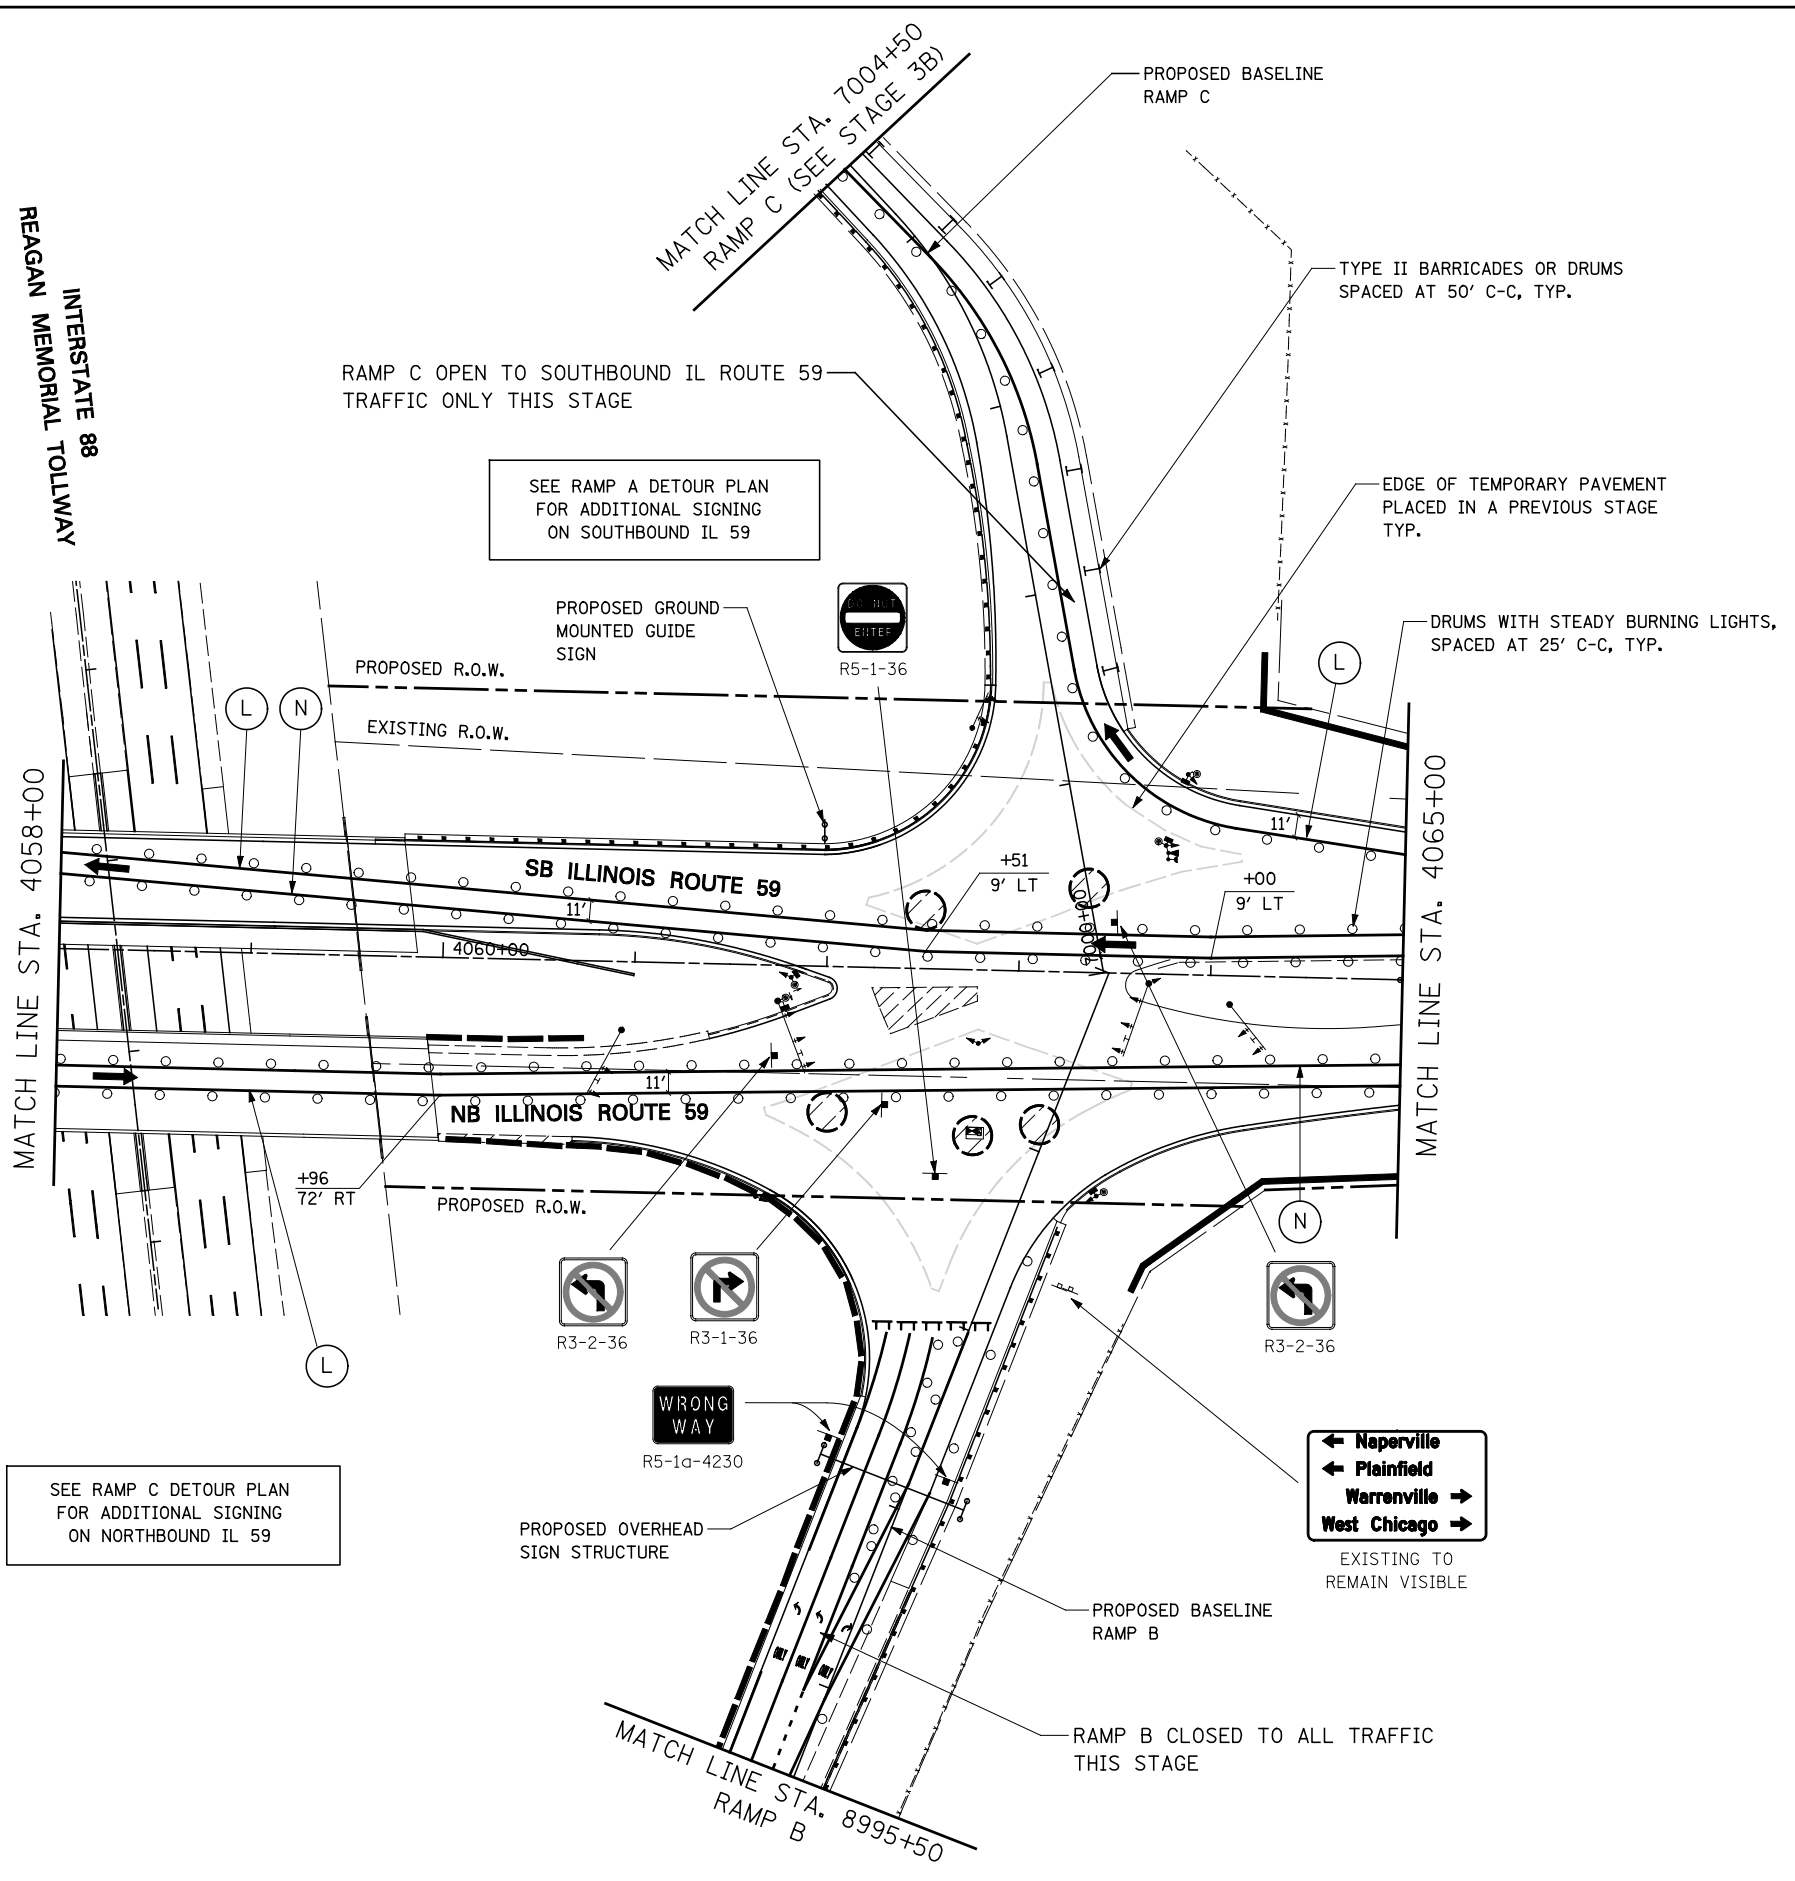 MATCH LINE STA. 7004+50
RAMP C (SEE STAGE 3B)
PROPOSED BASELINE
RAMP C
INTERSTATE 88
REAGAN MEMORIAL TOLLWAY
TYPE II BARRICADES OR DRUMS
SPACED AT 50' C-C, TYP.
RAMP C OPEN TO SOUTHBOUND IL ROUTE 59
TRAFFIC ONLY THIS STAGE
SEE RAMP A DETOUR PLAN
FOR ADDITIONAL SIGNING
ON SOUTHBOUND IL 59
EDGE OF TEMPORARY PAVEMENT
PLACED IN A PREVIOUS STAGE
TYP.
PROPOSED GROUND
MOUNTED GUIDE
SIGN
DO NOT
ENTER
R5-1-36
DRUMS WITH STEADY BURNING LIGHTS,
SPACED AT 25' C-C, TYP.
L
PROPOSED R.O.W.
L
N
EXISTING R.O.W.
MATCH LINE STA. 4058+00
MATCH LINE STA. 4065+00
11'
SB ILLINOIS ROUTE 59
+51
9' LT
+00
9' LT
11'
4060+00
7000+00
11'
NB ILLINOIS ROUTE 59
+96
72' RT
PROPOSED R.O.W.
N
R3-2-36
R3-1-36
R3-2-36
L
WRONG
WAY
R5-1a-4230
SEE RAMP C DETOUR PLAN
FOR ADDITIONAL SIGNING
ON NORTHBOUND IL 59
PROPOSED OVERHEAD
SIGN STRUCTURE
Naperville
Plainfield
Warrenville
West Chicago
EXISTING TO
REMAIN VISIBLE
PROPOSED BASELINE
RAMP B
RAMP B CLOSED TO ALL TRAFFIC
THIS STAGE
MATCH LINE STA. 8995+50
RAMP B